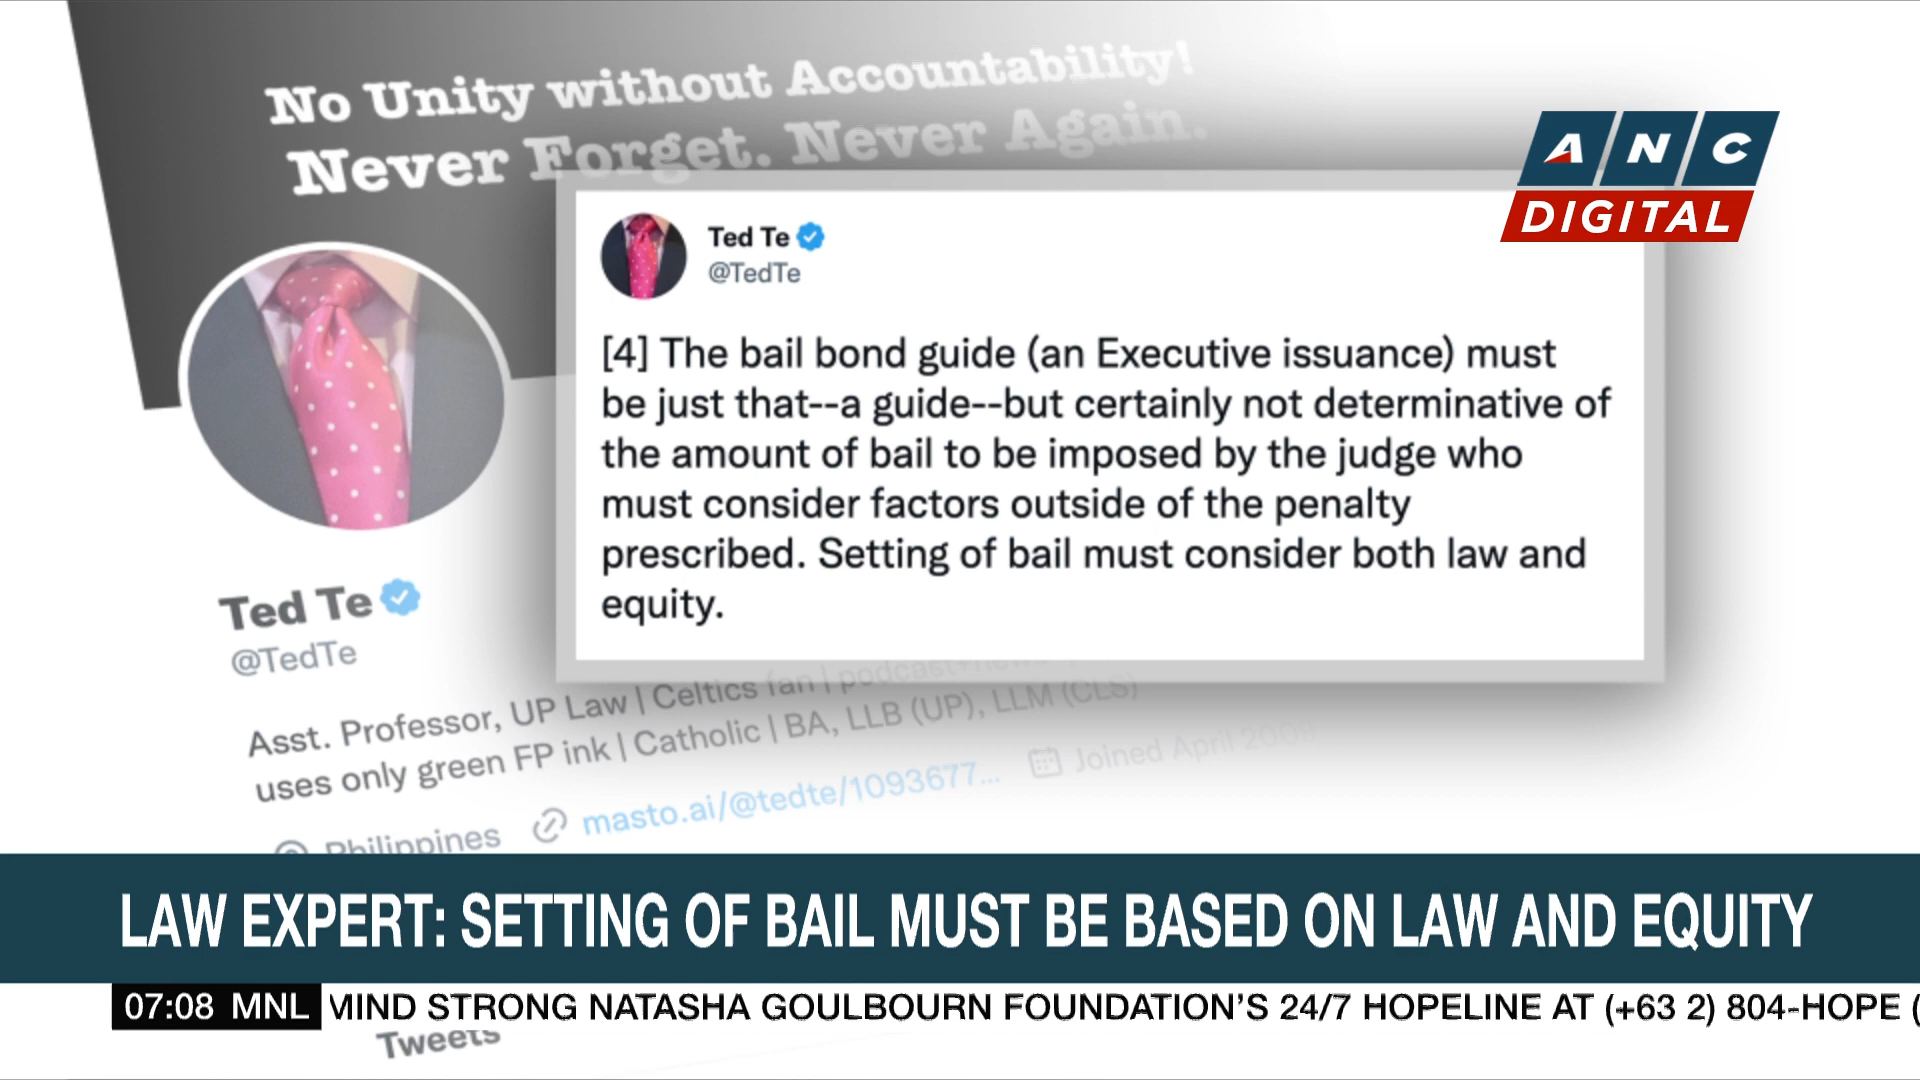 No Unity without Accountability!
Never Forget. Never Again.
ANC
DIGITAL
Ted Te
@TedTe
[4] The bail bond guide (an Executive issuance) must
be just that--a guide--but certainly not determinative of
the amount of bail to be imposed by the judge who
must consider factors outside of the penalty
prescribed. Setting of bail must consider both law and
equity.
Ted Te
@TedTe
Asst. Professor, UP Law | Celtics fan | podcast+
uses only green FP ink | Catholic | BA, LLB (UP), LLM (CLS)
Philippines masto.ai/@tedte/1093677... Joined April
LAW EXPERT: SETTING OF BAIL MUST BE BASED ON LAW AND EQUITY
07:08 MNL MIND STRONG NATASHA GOULBOURN FOUNDATION'S 24/7 HOPELINE AT (+63 2) 804-HOPE (
Tweets